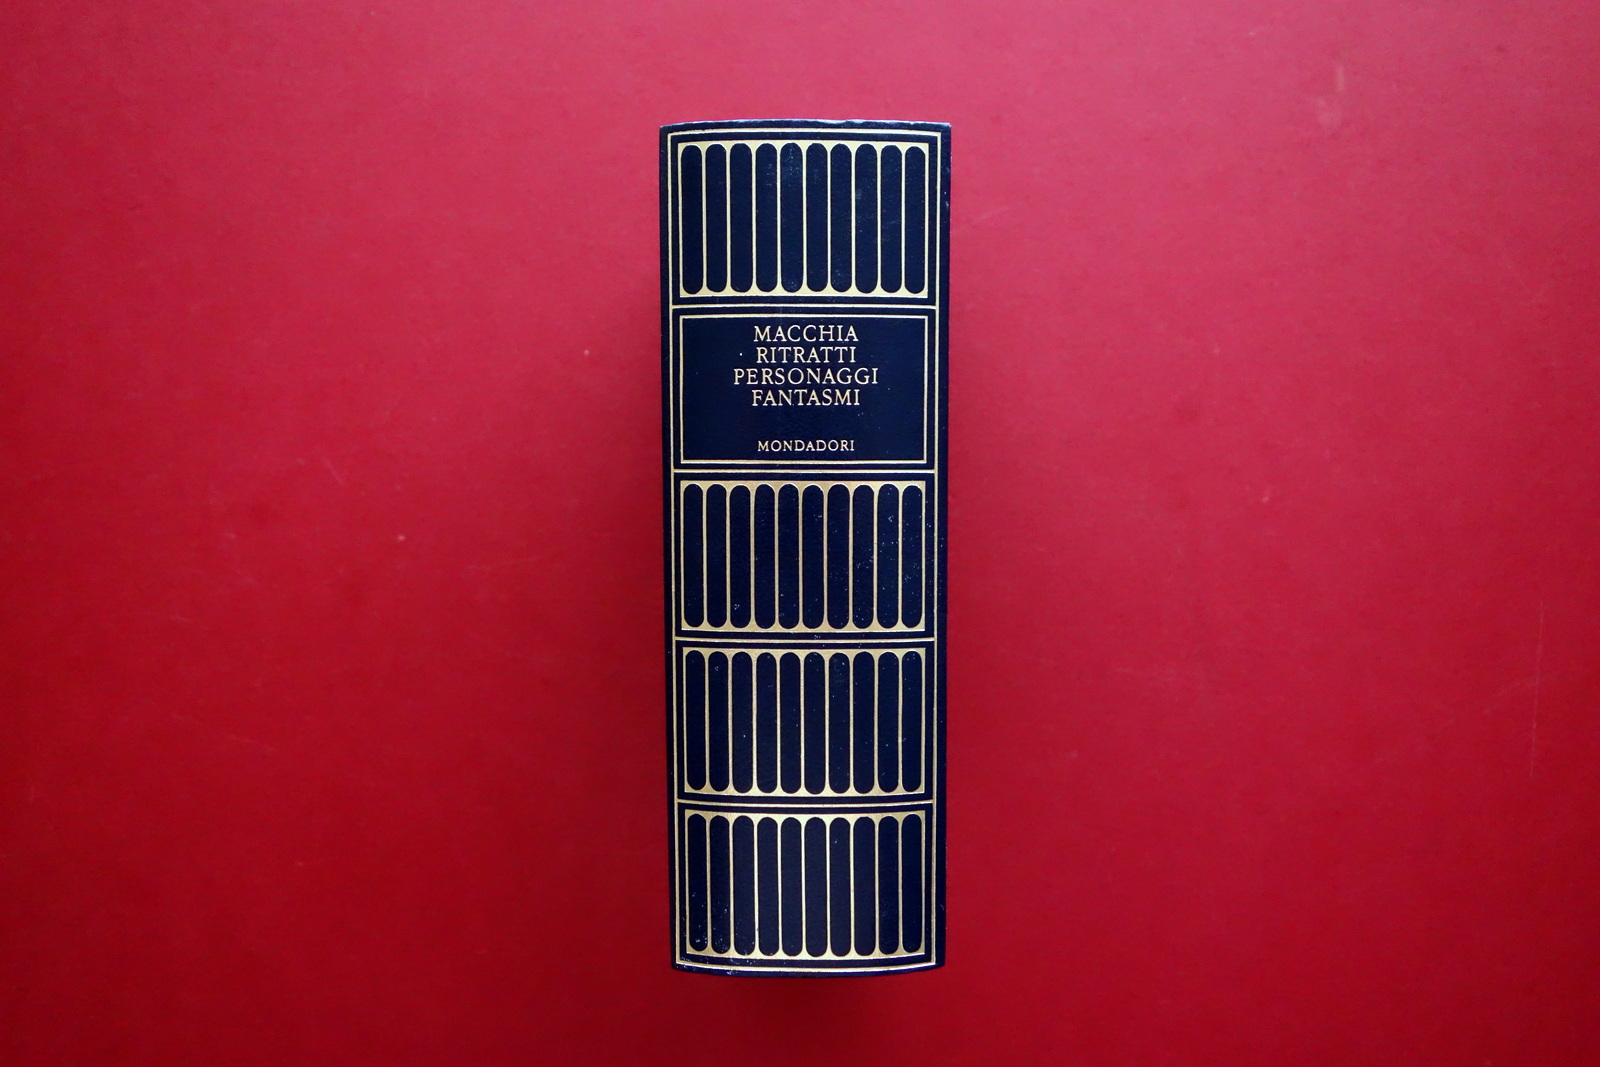 MACCHIA
RITRATTI
PERSONAGGI
FANTASMI
MONDADORI